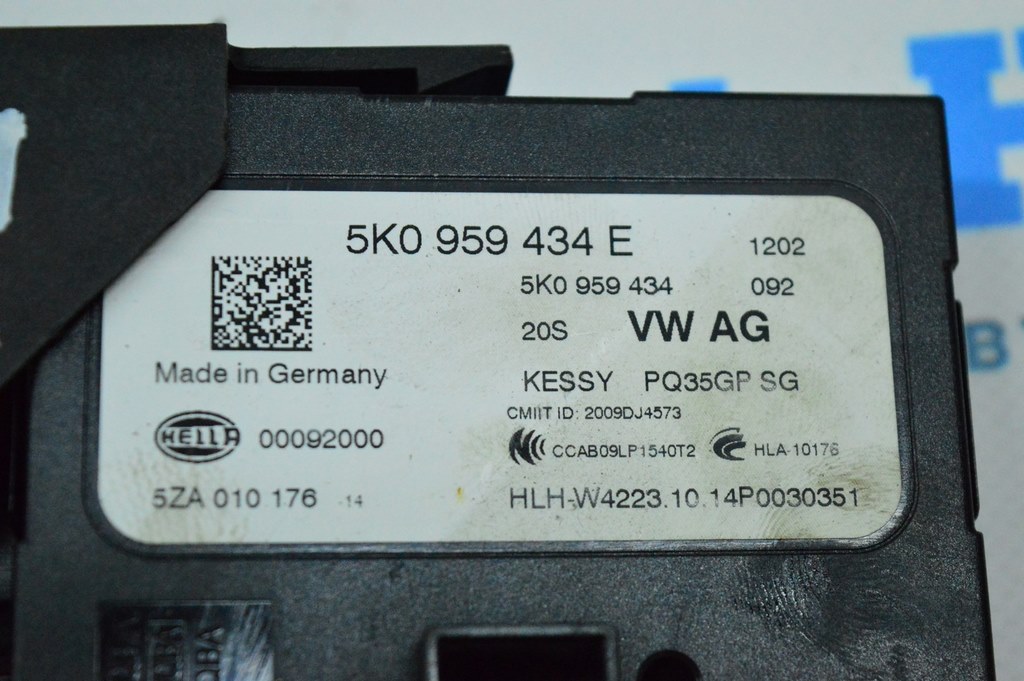 5K0 959 434 E 1202
5K0 959 434 092
20S VW AG
Made in Germany
KESSY PQ35GP SG
CMIIT ID: 2009DJ4573
HELLA 00092000
CCAB09LP1540T2 HLA-10176
5ZA 010 176 -14
HLH-W4223.10.14P0030351
B